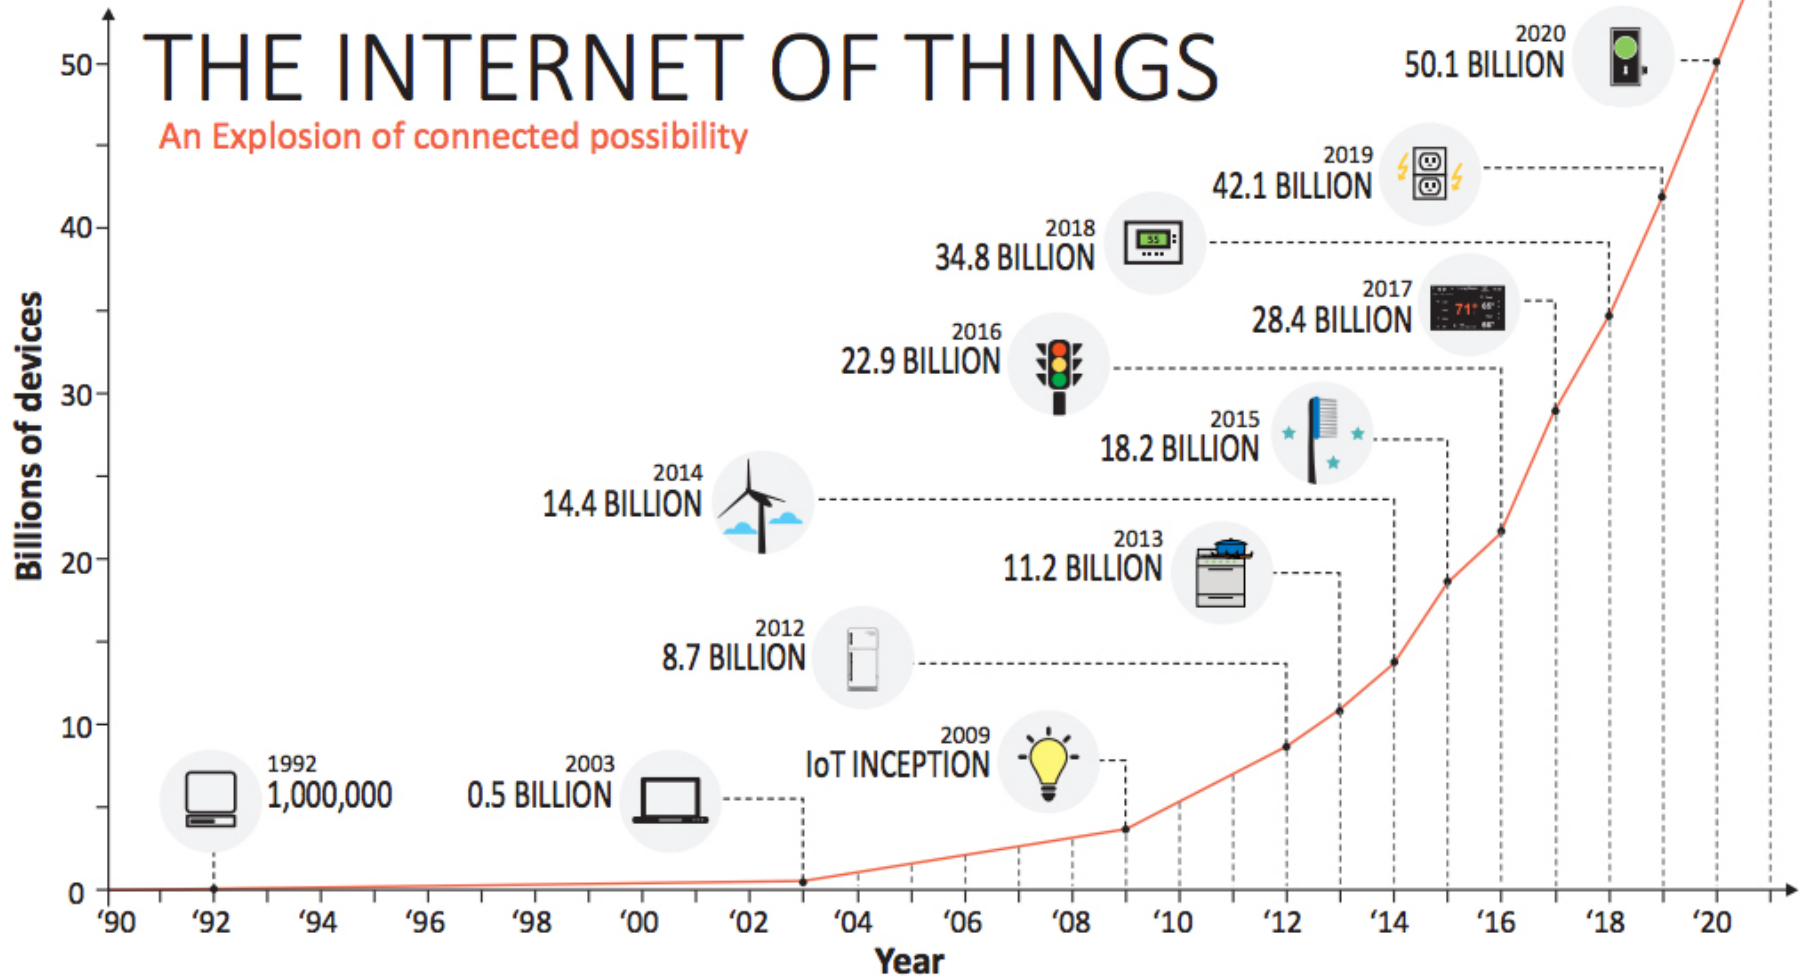 THE INTERNET OF THINGS
An Explosion of connected possibility
Billions of devices
50
40
30
20
10
0
1992
1,000,000
2003
0.5 BILLION
2009
IoT INCEPTION
2012
8.7 BILLION
2013
11.2 BILLION
2014
14.4 BILLION
2015
18.2 BILLION
2016
22.9 BILLION
2017
28.4 BILLION
71°
2018
34.8 BILLION
55
2019
42.1 BILLION
2020
50.1 BILLION
‘90 ‘92 ‘94 ‘96 ‘98 ‘00 ‘02 ‘04 ‘06 ‘08 ‘10 ‘12 ‘14 ‘16 ‘18 ‘20
Year